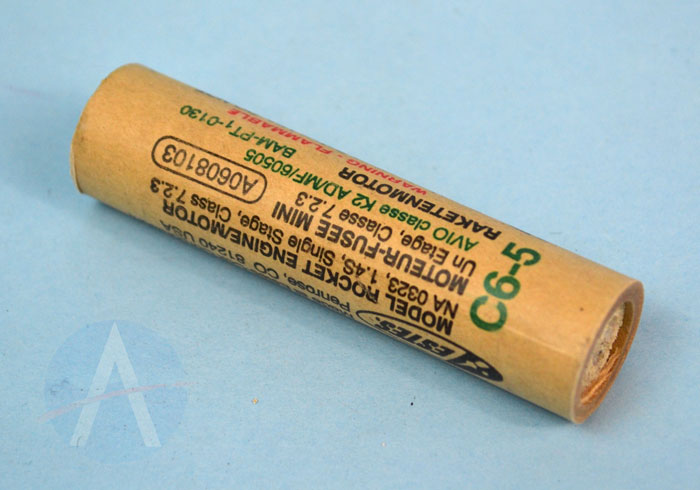 ESTES
Penrose, CO 81240 USA
MODEL ROCKET ENGINE/MOTOR
NA 0323, 1.4S, Single Stage, Class 7.2.3
C6-5
MOTEUR-FUSEE MINI
Un Etage, Classe 7.2.3
A0608103
AVIO classe K2 AD/MF/60505
RAKETENMOTOR BAM-PT1-0130
WARNING FLAMMABLE